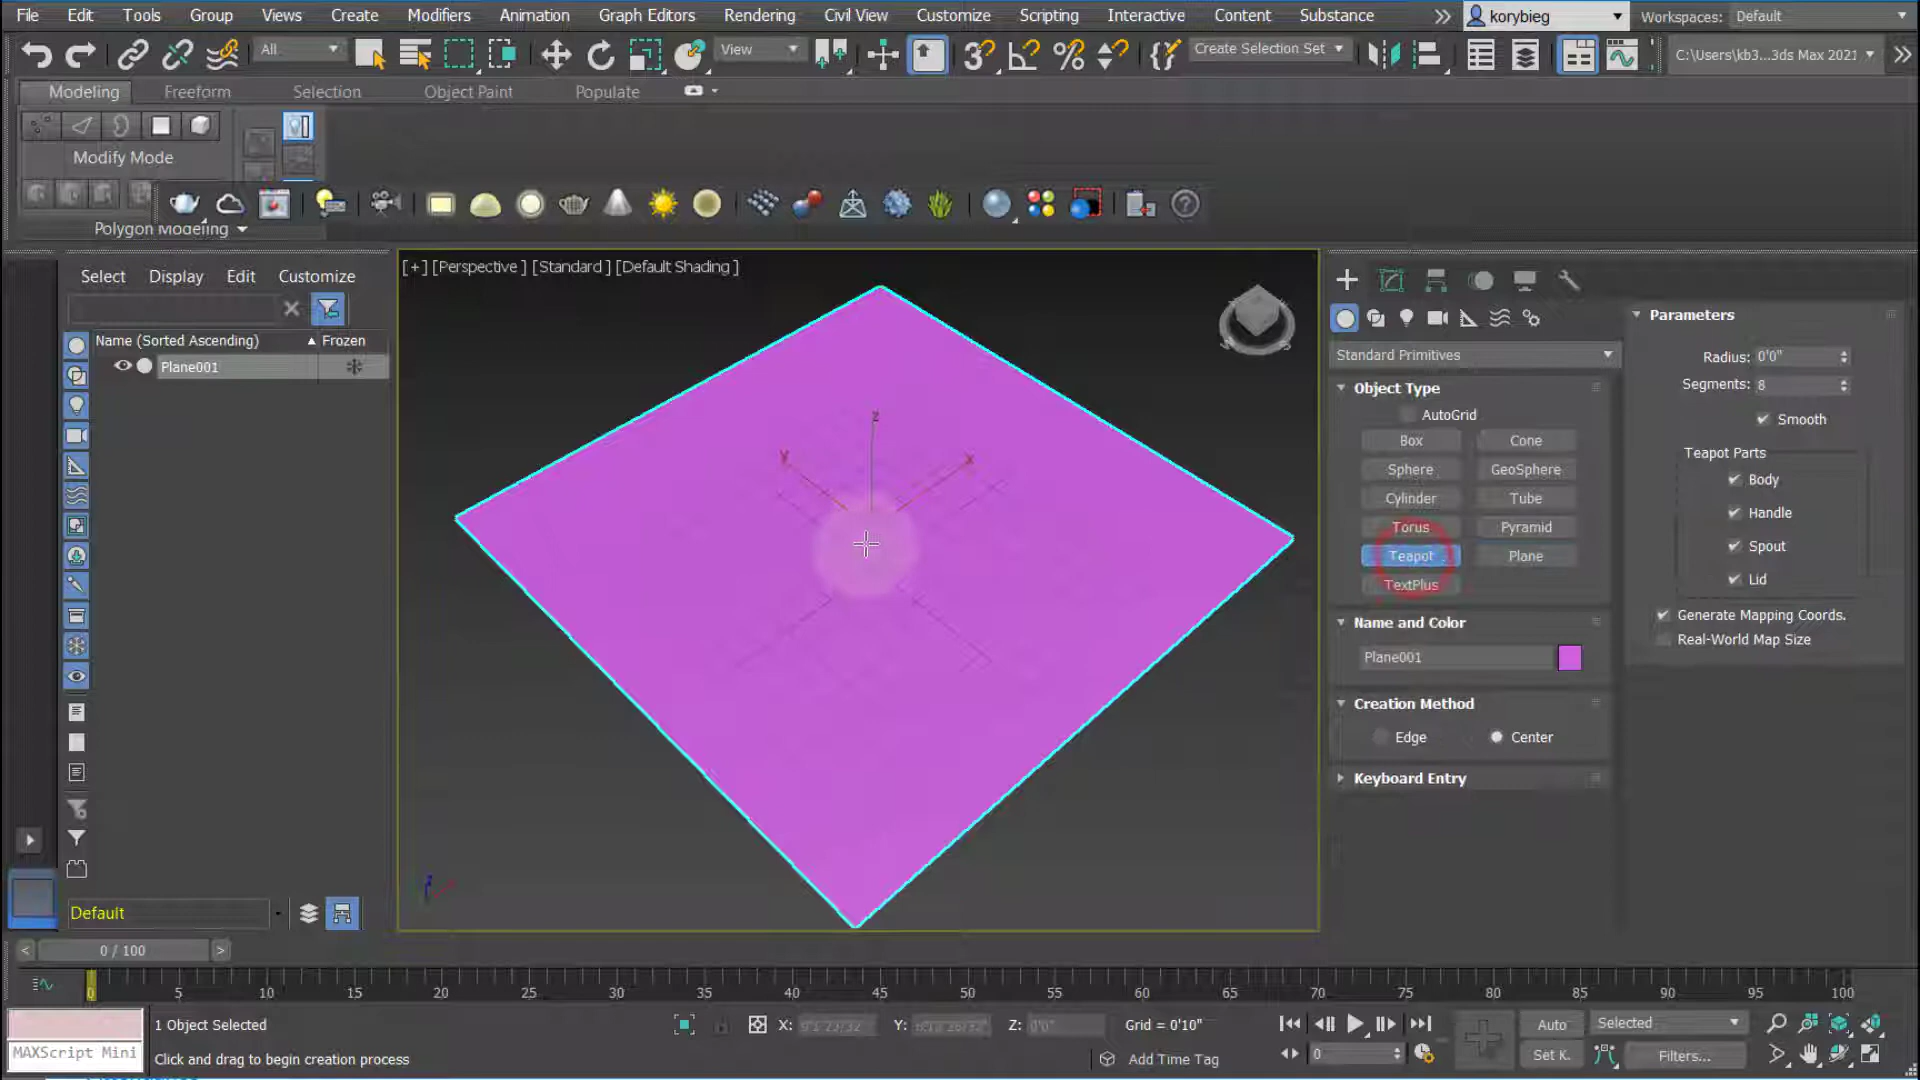 File Edit Tools Group Views Create Modifiers Animation Graph Editors Rendering Civil View Customize Scripting Interactive Content Substance korybieg Workspaces: Default
All View Create Selection Set C:\Users\kb3...3ds Max 2021
Modeling Freeform Selection Object Paint Populate
Modify Mode
Polygon Modeling
Select Display Edit Customize
Name (Sorted Ascending) Frozen
Plane001
[+] [Perspective] [Standard] [Default Shading]
z
y
x
Standard Primitives
Object Type
AutoGrid
Box Cone
Sphere GeoSphere
Cylinder Tube
Torus Pyramid
Teapot Plane
TextPlus
Name and Color
Plane001
Creation Method
Edge Center
Keyboard Entry
Parameters
Radius: 0'0"
Segments: 8
Smooth
Teapot Parts
Body
Handle
Spout
Lid
Generate Mapping Coords.
Real-World Map Size
Default
< 0 / 100 >
0 5 10 15 20 25 30 35 40 45 50 55 60 65 70 75 80 85 90 95 100
1 Object Selected X: Y: Z: 0'0" Grid = 0'10" Auto Selected
MAXScript Mini Click and drag to begin creation process Add Time Tag 0 Set K. Filters...